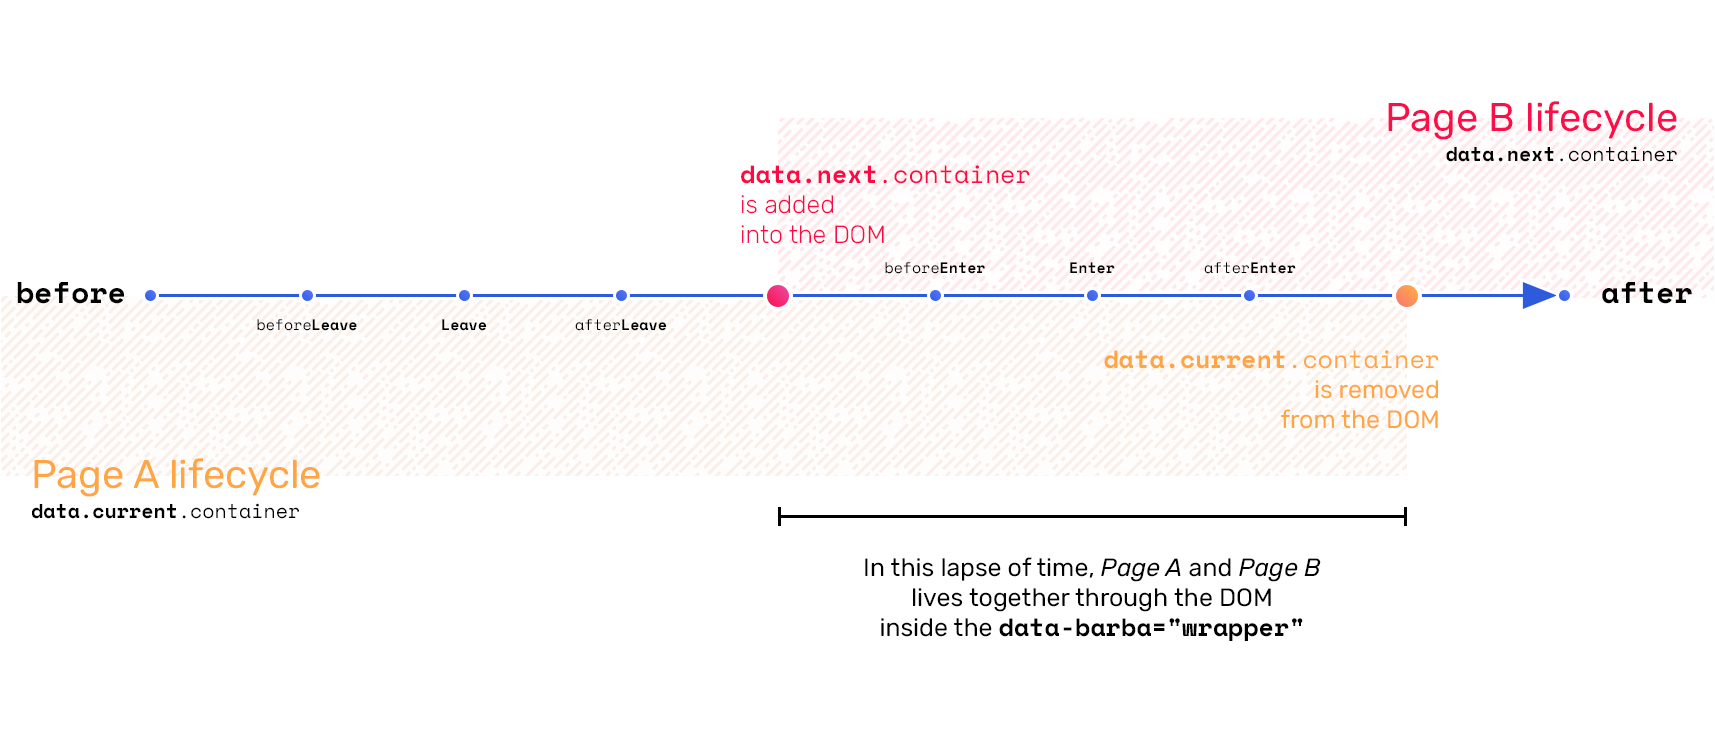 Page B lifecycle
data.next.container
data.next.container
is added
into the DOM
beforeEnter
Enter
afterEnter
before
after
beforeLeave
Leave
afterLeave
data.current.container
is removed
from the DOM
Page A lifecycle
data.current.container
In this lapse of time, Page A and Page B
lives together through the DOM
inside the data-barba="wrapper"